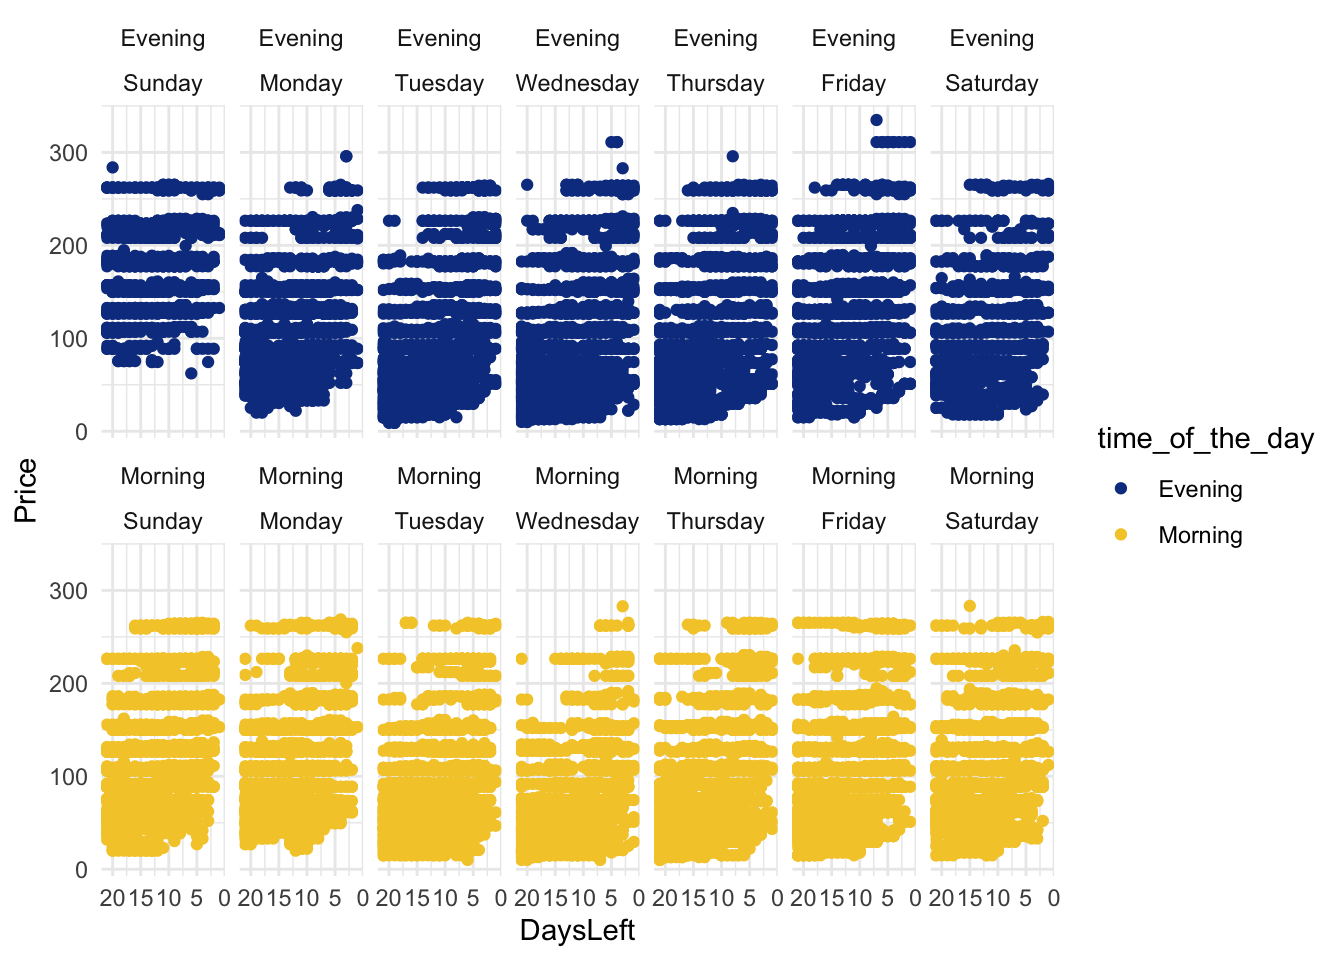 Evening Evening Evening Evening Evening Evening Evening
Sunday Monday Tuesday Wednesday Thursday Friday Saturday
300
200
100
0
Price
Morning Morning Morning Morning Morning Morning Morning
Sunday Monday Tuesday Wednesday Thursday Friday Saturday
300
200
100
0
20 15 10 5 0 20 15 10 5 0 20 15 10 5 0 20 15 10 5 0 20 15 10 5 0 20 15 10 5 0 20 15 10 5 0
DaysLeft
time_of_the_day
Evening
Morning